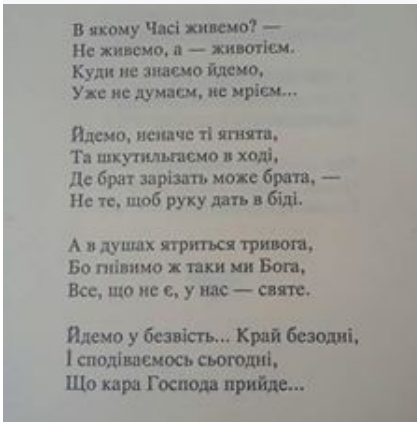 В якому Часі живемо? —
Не живемо, а — животієм.
Куди не знаємо йдемо,
Уже не думаєм, не мрієм...
Йдемо, неначе ті ягнята,
Та шкутильгаємо в ході,
Де брат зарізать може брата, —
Не те, щоб руку дать в біді.
А в душах ятриться тривога,
Бо гнівимо ж таки ми Бога,
Все, що не є, у нас — святе.
Йдемо у безвість... Край безодні,
І сподіваємось сьогодні,
Що кара Господа прийде...